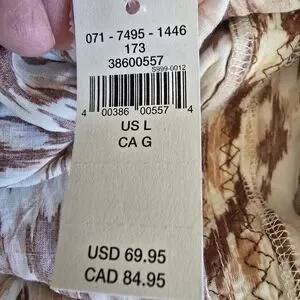 071 - 7495 - 1446
173
38600557
S999-0012
4 00386 00557 4
US L
CA G
USD 69.95
CAD 84.95